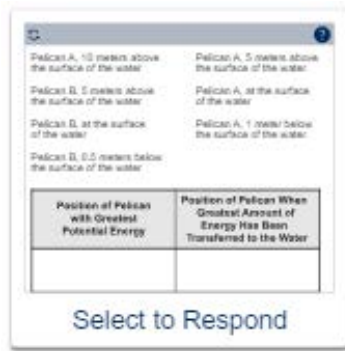 ?
Pelican A, 10 meters above
the surface of the water
Pelican A, 5 meters above
the surface of the water
Pelican B, 5 meters above
the surface of the water
Pelican A, at the surface
of the water
Pelican B, at the surface
of the water
Pelican A, 1 meter below
the surface of the water
Pelican B, 0.5 meters below
the surface of the water
Position of Pelican
with Greatest
Potential Energy
Position of Pelican When
Greatest Amount of
Energy Has Been
Transferred to the Water
Select to Respond